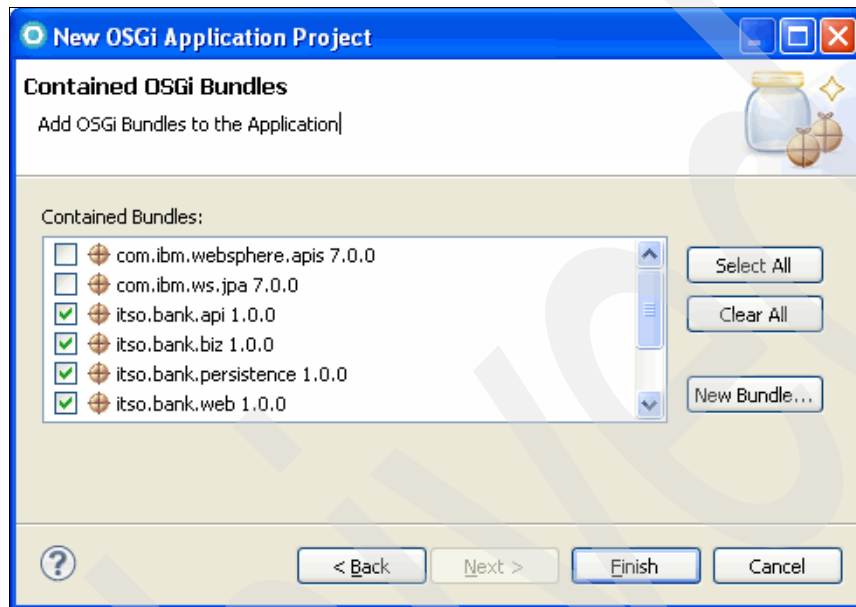 New OSGi Application Project
Contained OSGi Bundles
Add OSGi Bundles to the Application
Contained Bundles:
com.ibm.websphere.apis 7.0.0
com.ibm.ws.jpa 7.0.0
itso.bank.api 1.0.0
itso.bank.biz 1.0.0
itso.bank.persistence 1.0.0
itso.bank.web 1.0.0
Select All
Clear All
New Bundle...
?
< Back
Next >
Finish
Cancel